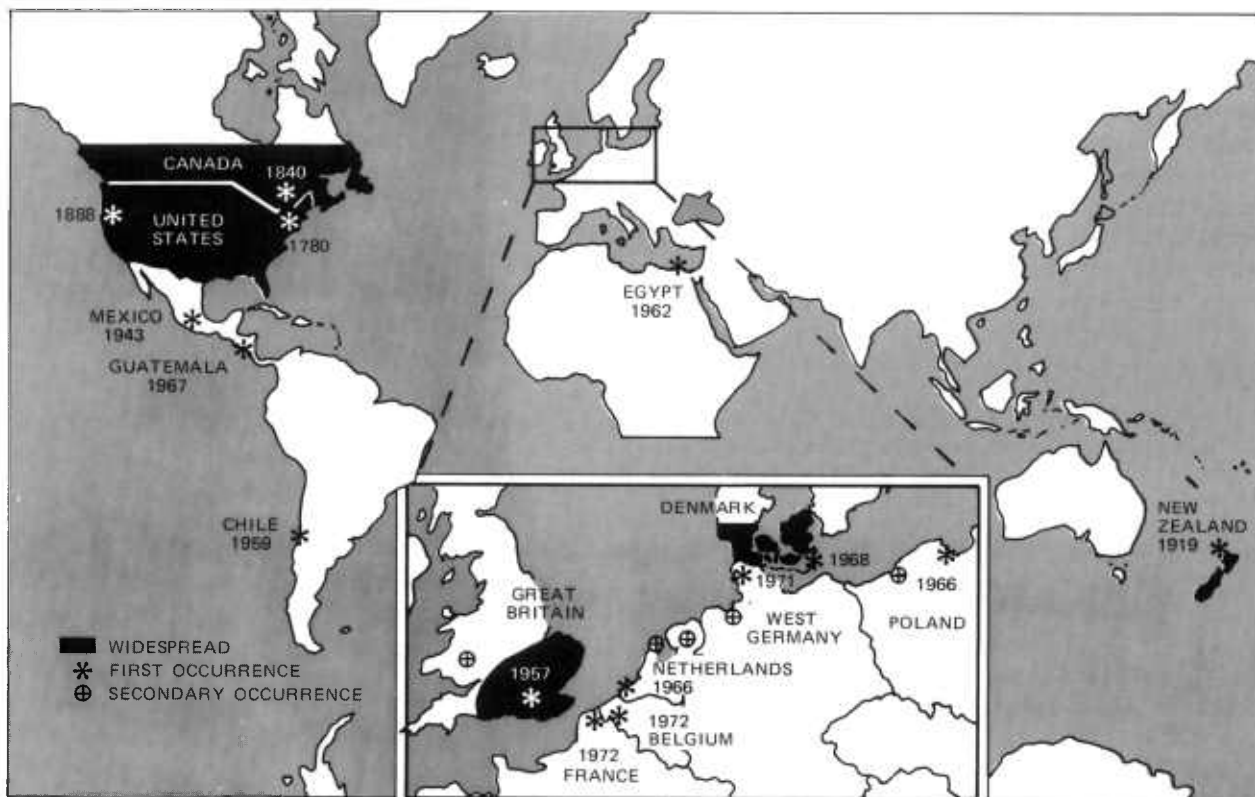 CANADA
1840
1888
UNITED
STATES
1780
MEXICO
1943
GUATEMALA
1967
CHILE
1959
EGYPT
1962
NEW
ZEALAND
1919
DENMARK
1968
1971
1966
GREAT
BRITAIN
WEST
GERMANY
POLAND
1957
NETHERLANDS
1966
1972
BELGIUM
1972
FRANCE
WIDESPREAD
FIRST OCCURRENCE
SECONDARY OCCURRENCE